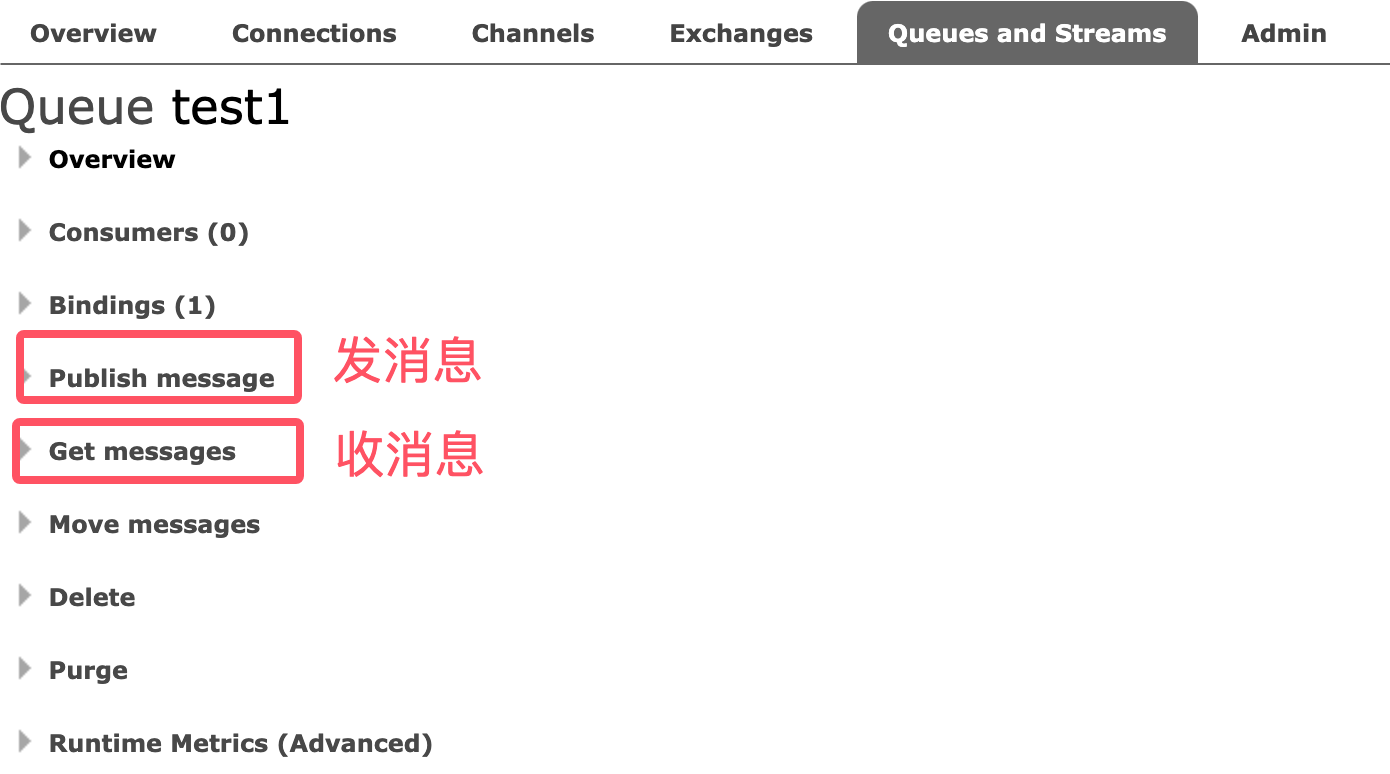 Overview Connections Channels Exchanges Queues and Streams Admin
Queue test1
Overview
Consumers (0)
Bindings (1)
Publish message 发消息
Get messages 收消息
Move messages
Delete
Purge
Runtime Metrics (Advanced)